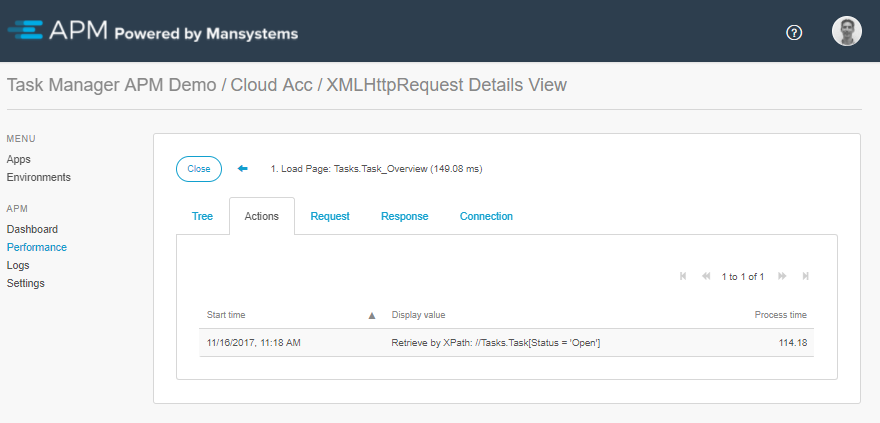 APM Powered by Mansystems
Task Manager APM Demo / Cloud Acc / XMLHttpRequest Details View
MENU
Apps
Environments
APM
Dashboard
Performance
Logs
Settings
Close
1. Load Page: Tasks.Task_Overview (149.08 ms)
Tree Actions Request Response Connection
1 to 1 of 1
Start time Display value Process time
11/16/2017, 11:18 AM Retrieve by XPath: //Tasks.Task[Status = 'Open'] 114.18